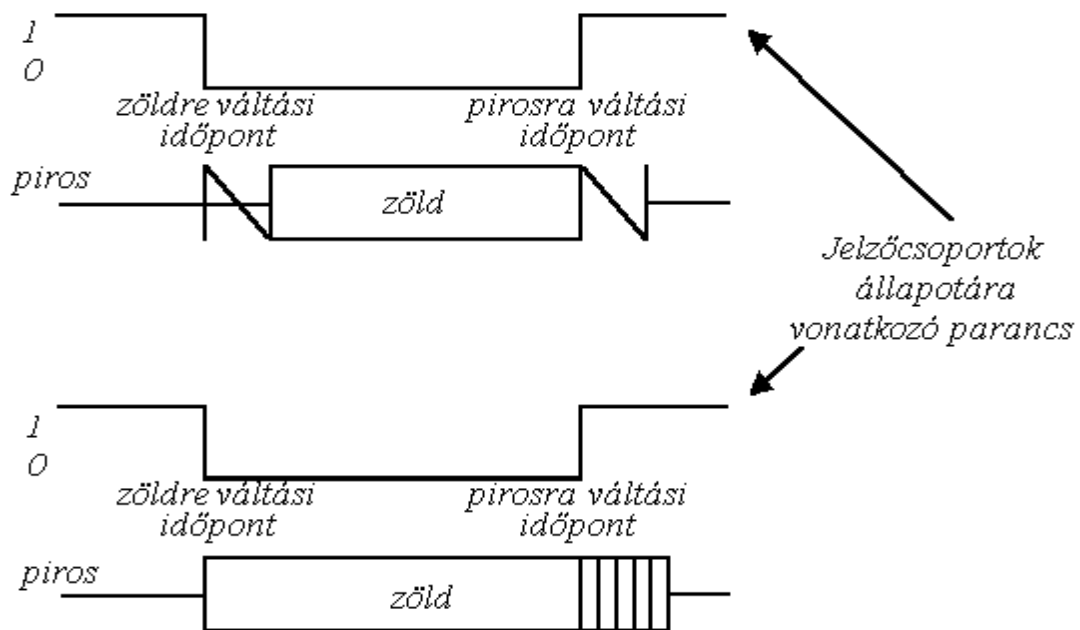 1
0
zöldre váltási
időpont
pirosra váltási
időpont
piros
zöld
Jelzőcsoportok
állapotára
vonatkozó parancs
1
0
zöldre váltási
időpont
pirosra váltási
időpont
piros
zöld